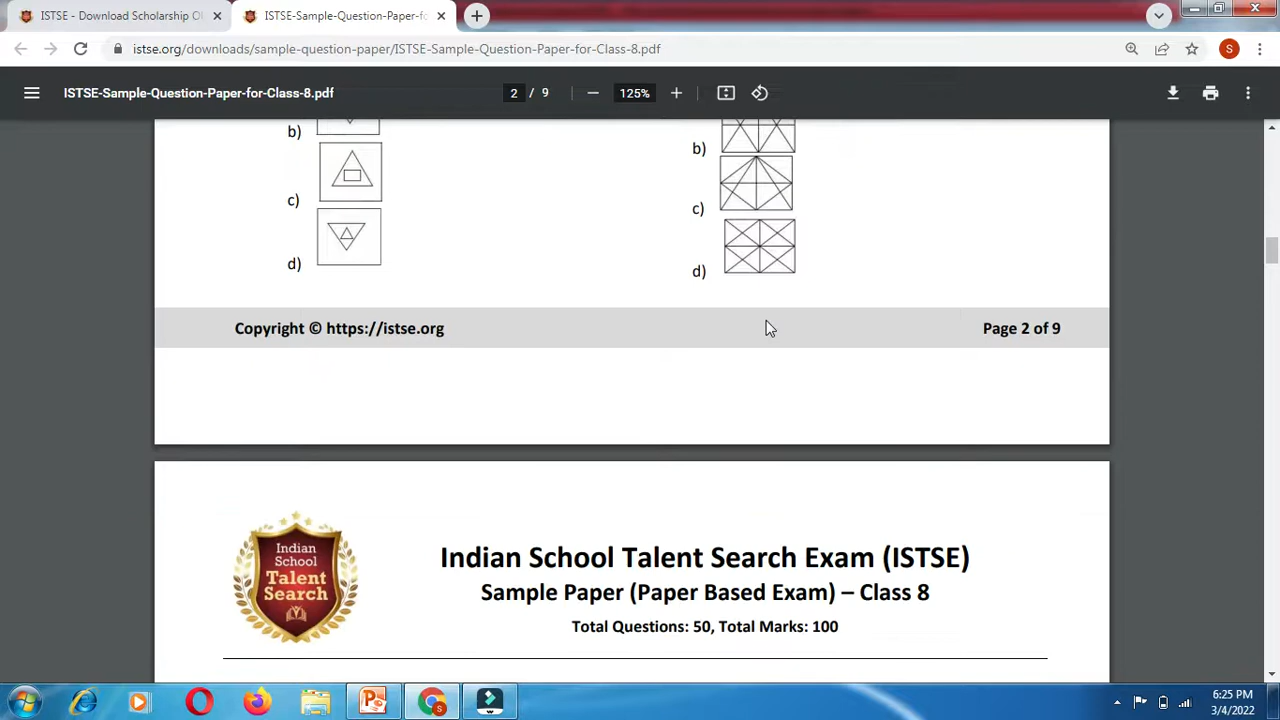 ISTSE - Download Scholarship Ol
ISTSE-Sample-Question-Paper-fo
istse.org/downloads/sample-question-paper/ISTSE-Sample-Question-Paper-for-Class-8.pdf
S
ISTSE-Sample-Question-Paper-for-Class-8.pdf
2 / 9
125%
b)
c)
d)
b)
c)
d)
Copyright © https://istse.org
Page 2 of 9
Indian
School
Talent
Search
Indian School Talent Search Exam (ISTSE)
Sample Paper (Paper Based Exam) – Class 8
Total Questions: 50, Total Marks: 100
6:25 PM
3/4/2022